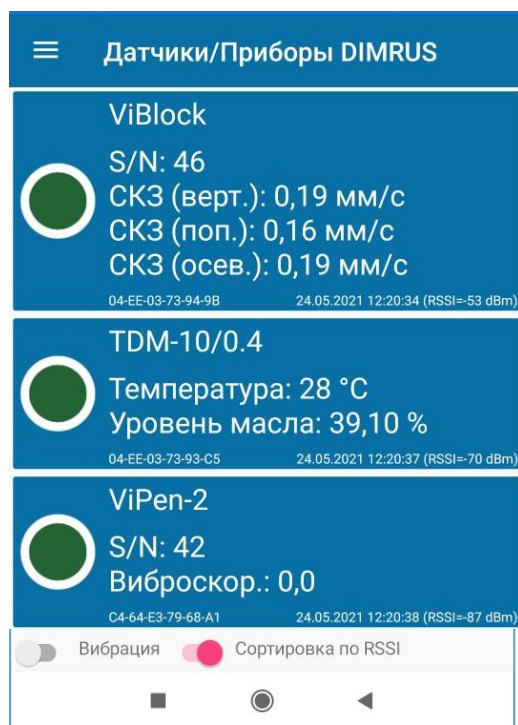 Датчики/Приборы DIMRUS
ViBlock
S/N: 46
СКЗ (верт.): 0,19 мм/с
СКЗ (поп.): 0,16 мм/с
СКЗ (осев.): 0,19 мм/с
04-EE-03-73-94-9B 24.05.2021 12:20:34 (RSSI=-53 dBm)
TDM-10/0.4
Температура: 28 °C
Уровень масла: 39,10 %
04-EE-03-73-93-C5 24.05.2021 12:20:37 (RSSI=-70 dBm)
ViPen-2
S/N: 42
Виброскор.: 0,0
C4-64-E3-79-68-A1 24.05.2021 12:20:38 (RSSI=-87 dBm)
Вибрация Сортировка по RSSI